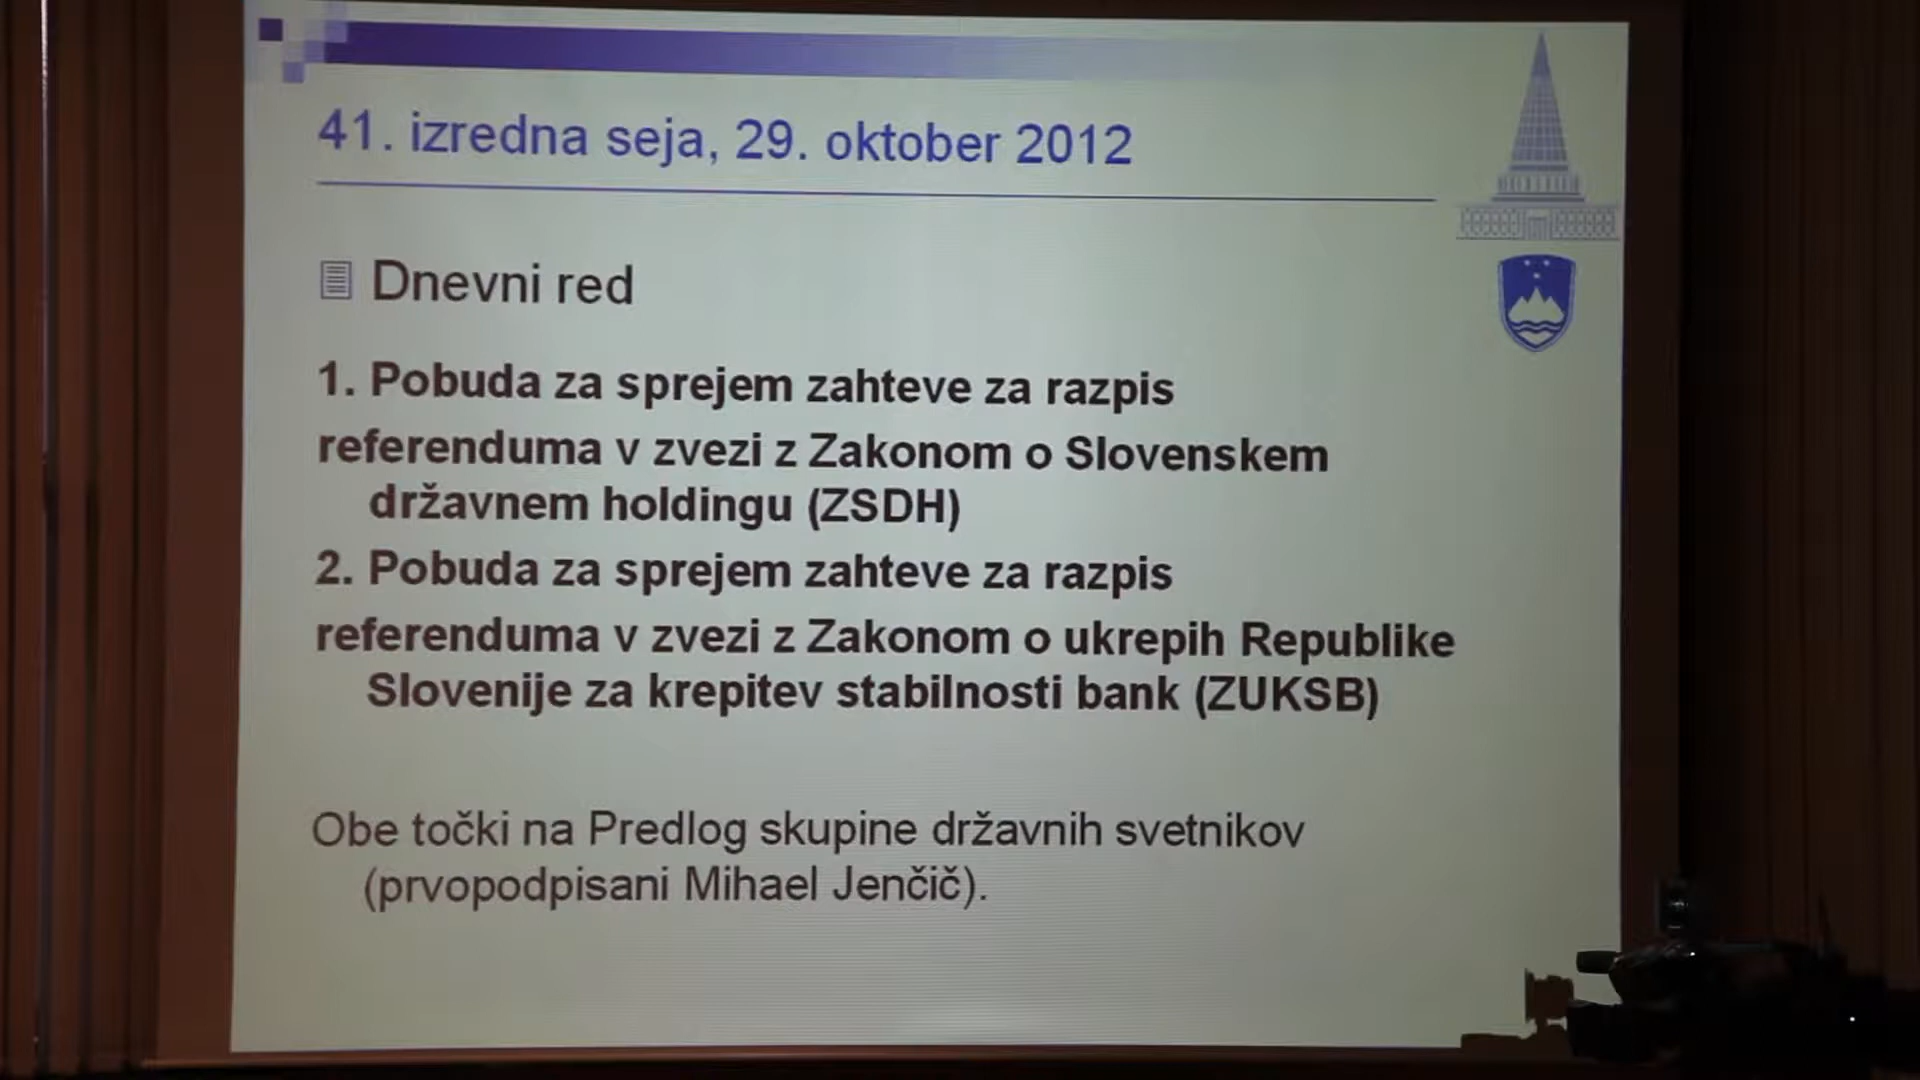 41. izredna seja, 29. oktober 2012
Dnevni red
1. Pobuda za sprejem zahteve za razpis
referenduma v zvezi z Zakonom o Slovenskem
državnem holdingu (ZSDH)
2. Pobuda za sprejem zahteve za razpis
referenduma v zvezi z Zakonom o ukrepih Republike
Slovenije za krepitev stabilnosti bank (ZUKSB)
Obe točki na Predlog skupine državnih svetnikov
(prvopodpisani Mihael Jenčič).